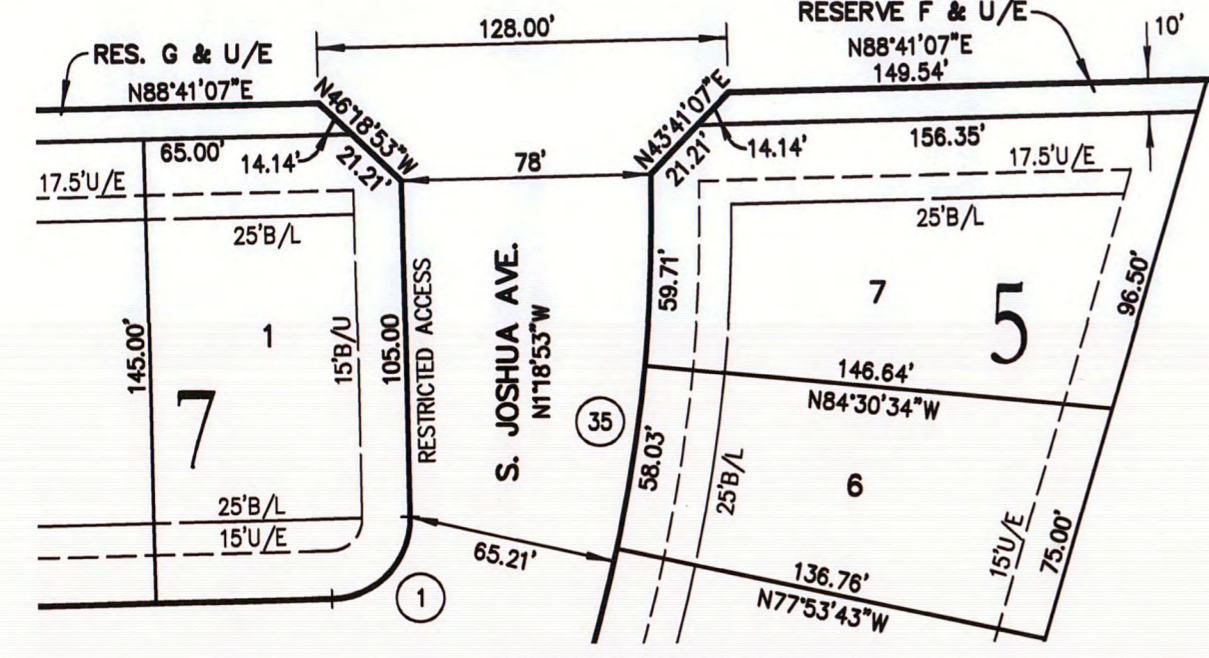 128.00'
RESERVE F & U/E
10'
RES. G & U/E
N88°41'07"E
N88°41'07"E
149.54'
N46°18'53"W
N43°41'07"E
65.00'
14.14'
21.21'
78'
21.21'
14.14'
156.35'
17.5'U/E
17.5'U/E
25'B/L
25'B/L
S. JOSHUA AVE.
N1°18'53"W
RESTRICTED ACCESS
59.71'
7
5
96.50'
145.00'
1
15'B/U
105.00
7
146.64'
N84°30'34"W
35
58.03'
25'B/L
6
25'B/L
15'U/E
65.21'
15'U/E
75.00'
136.76'
N77°53'43"W
1